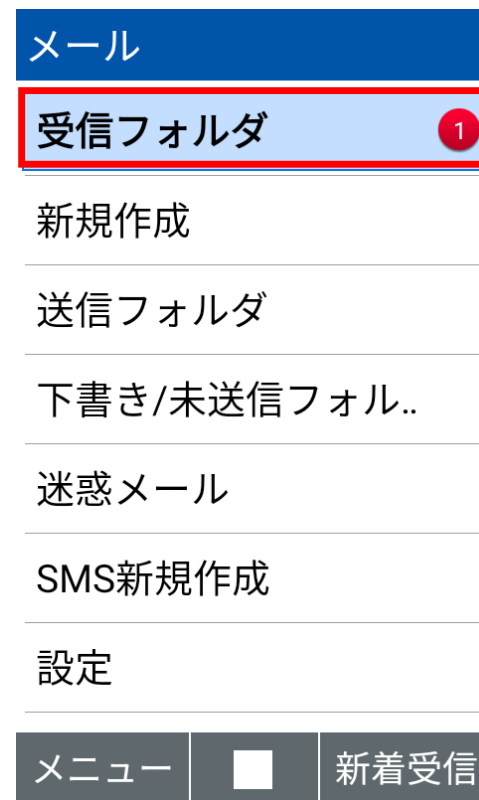 メール
受信フォルダ 1
新規作成
送信フォルダ
下書き/未送信フォル..
迷惑メール
SMS新規作成
設定
メニュー 新着受信